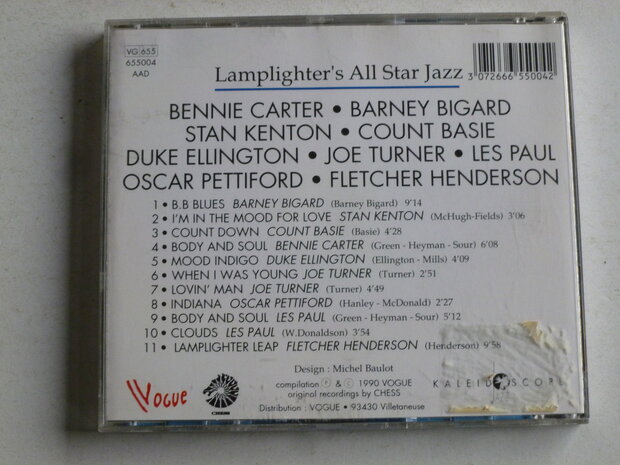 VG 655
655004
AAD
Lamplighter's All Star Jazz
3 072666 550042
BENNIE CARTER • BARNEY BIGARD
STAN KENTON • COUNT BASIE
DUKE ELLINGTON • JOE TURNER • LES PAUL
OSCAR PETTIFORD • FLETCHER HENDERSON
1 • B.B BLUES BARNEY BIGARD (Barney Bigard) 9'14
2 • I'M IN THE MOOD FOR LOVE STAN KENTON (McHugh-Fields) 3'06
3 • COUNT DOWN COUNT BASIE (Basie) 4'28
4 • BODY AND SOUL BENNIE CARTER (Green - Heyman - Sour) 6'08
5 • MOOD INDIGO DUKE ELLINGTON (Ellington - Mills) 4'09
6 • WHEN I WAS YOUNG JOE TURNER (Turner) 2'51
7 • LOVIN' MAN JOE TURNER (Turner) 4'49
8 • INDIANA OSCAR PETTIFORD (Hanley - McDonald) 2'27
9 • BODY AND SOUL LES PAUL (Green - Heyman - Sour) 5'12
10 • CLOUDS LES PAUL (W.Donaldson) 3'54
11 • LAMPLIGHTER LEAP FLETCHER HENDERSON (Henderson) 9'58
Design : Michel Baulot
VOGUE
CHESS
compilation ℗ & © 1990 VOGUE
original recordings by CHESS
Distribution : VOGUE • 93430 Villetaneuse
KALEIDOSCOPE
JAZZ